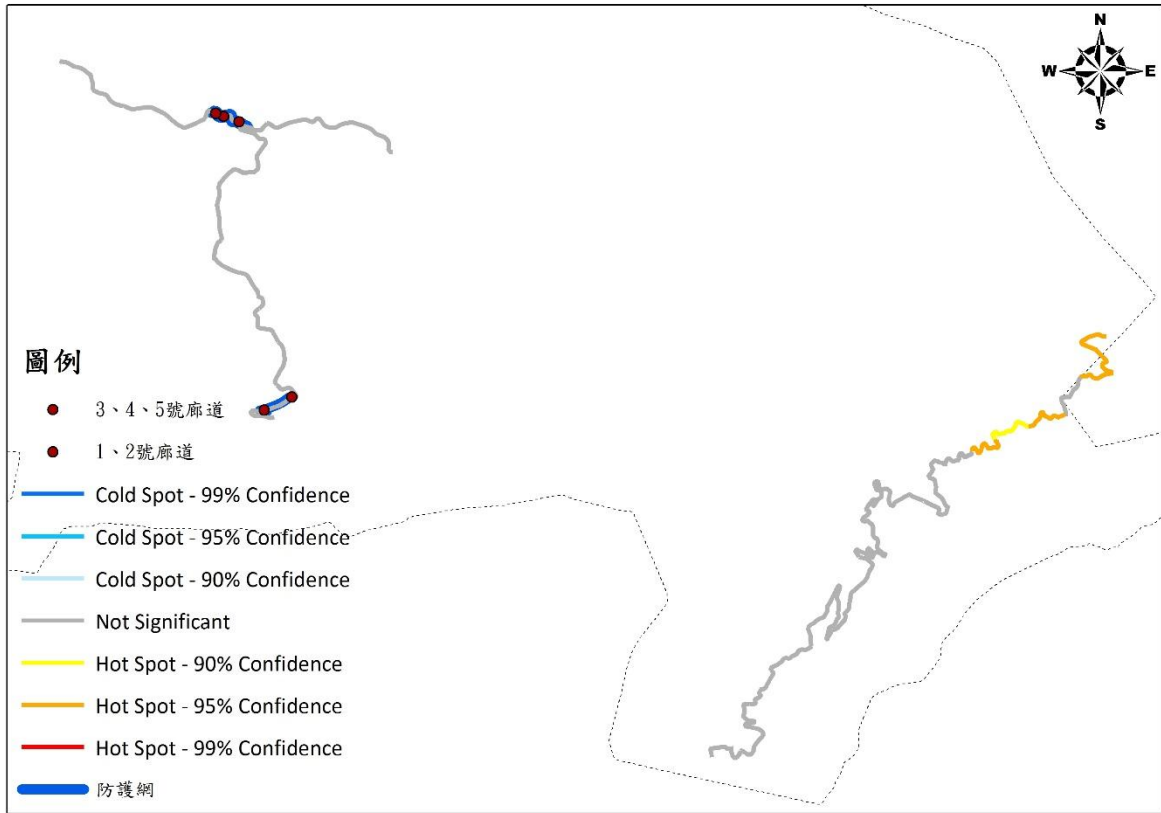 N
W
E
S
圖例
3、4、5號廊道
1、2號廊道
Cold Spot - 99% Confidence
Cold Spot - 95% Confidence
Cold Spot - 90% Confidence
Not Significant
Hot Spot - 90% Confidence
Hot Spot - 95% Confidence
Hot Spot - 99% Confidence
防護網